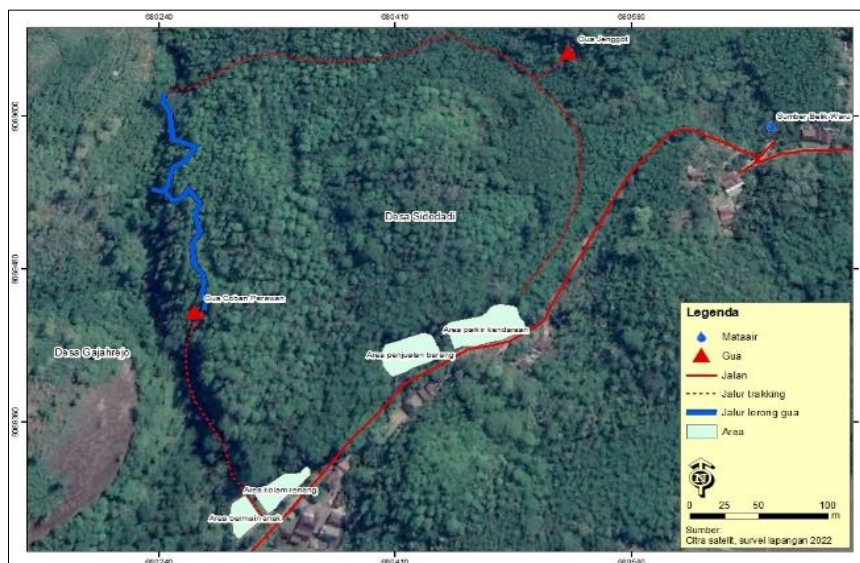 680240
680410
680580
Gua Jenggot
Sumber Belik Waru
Desa Sidodadi
Gua Coban Perawan
Desa Gajahrejo
Area parkir kendaraan
Area penjualan barang
Area kolam renang
Area bermain anak
Legenda
Mataair
Gua
Jalan
Jalur trakking
Jalur lorong gua
Area
0 25 50 100
m
Sumber:
Citra satelit, survei lapangan 2022
680240
680410
680580